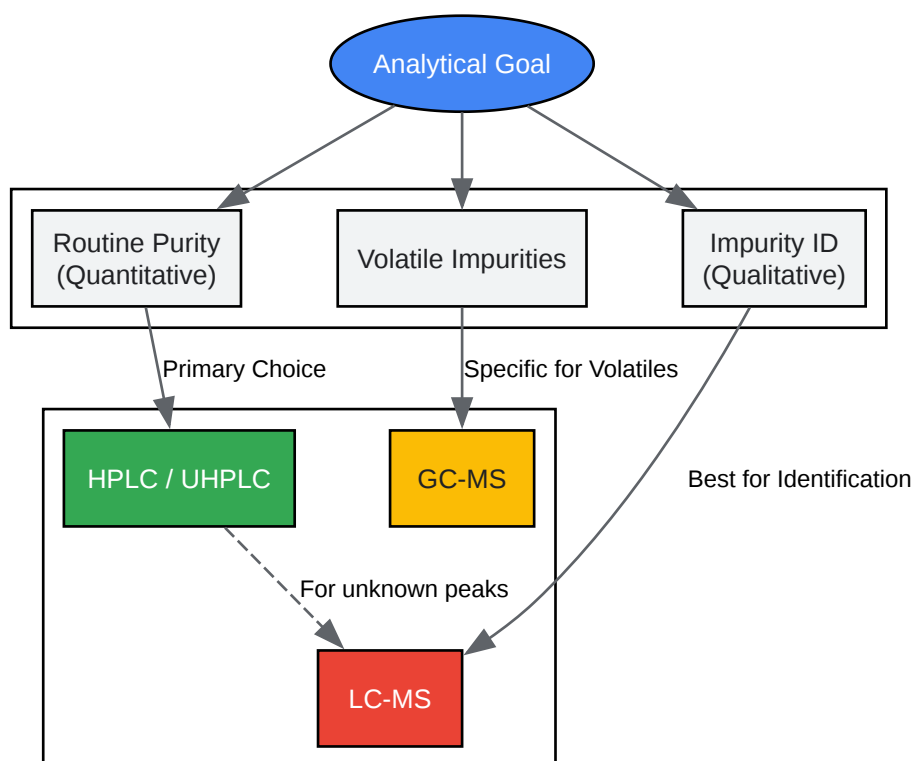 Analytical Goal
Routine Purity
(Quantitative)
Volatile Impurities
Impurity ID
(Qualitative)
Primary Choice
Specific for Volatiles
HPLC / UHPLC
GC-MS
Best for Identification
For unknown peaks
LC-MS